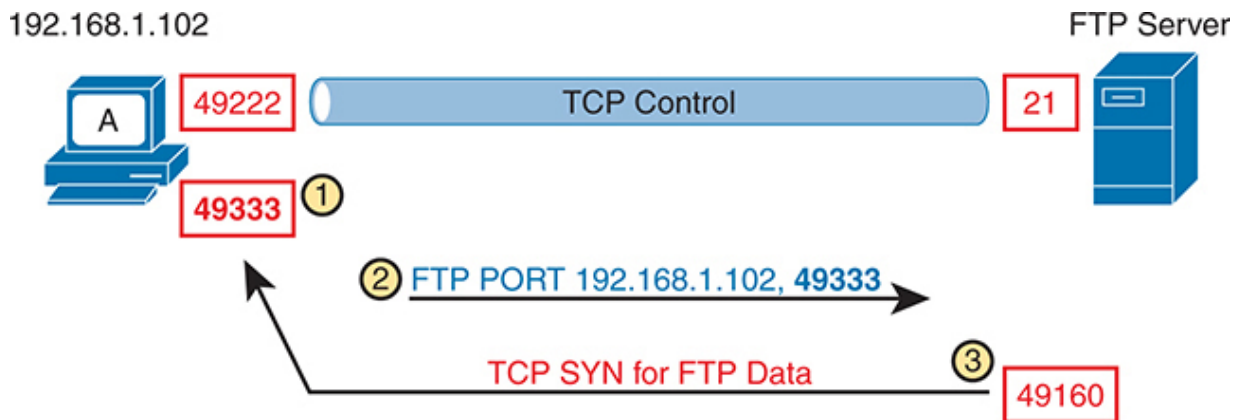 192.168.1.102
FTP Server
A
49222
TCP Control
21
49333
1
2
FTP PORT 192.168.1.102, 49333
TCP SYN for FTP Data
3
49160